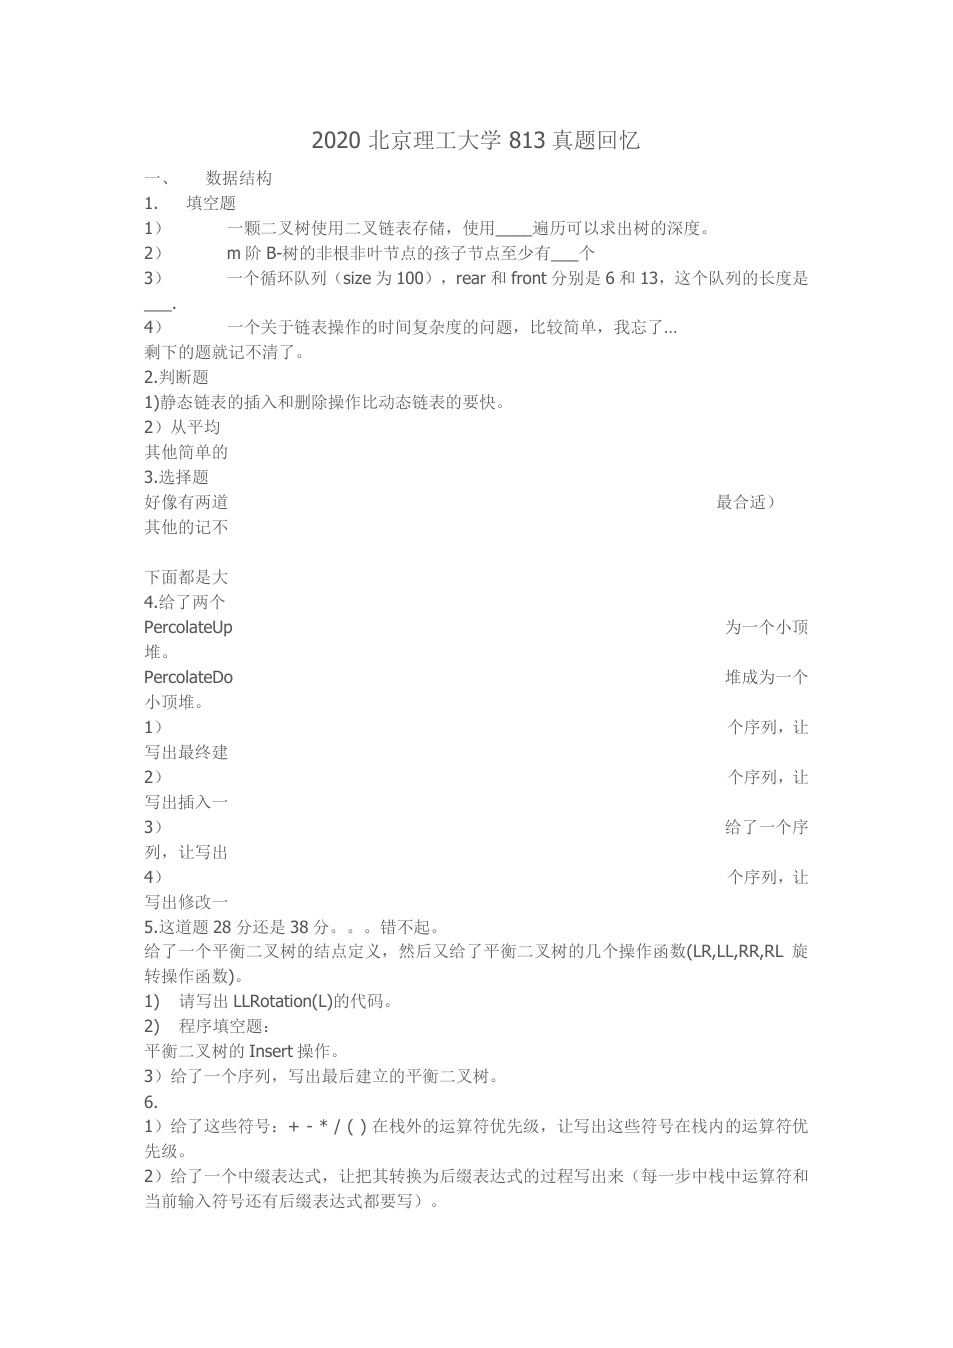 2020 北京理工大学 813 真题回忆
一、 数据结构
1. 填空题
1） 一颗二叉树使用二叉链表存储，使用____遍历可以求出树的深度。
2） m 阶 B-树的非根非叶节点的孩子节点至少有___个
3） 一个循环队列（size 为 100），rear 和 front 分别是 6 和 13，这个队列的长度是
___.
4） 一个关于链表操作的时间复杂度的问题，比较简单，我忘了...
剩下的题就记不清了。
2.判断题
1)静态链表的插入和删除操作比动态链表的要快。
2）从平均
其他简单的
3.选择题
好像有两道 最合适）
其他的记不
下面都是大
4.给了两个
PercolateUp 为一个小顶
堆。
PercolateDo 堆成为一个
小顶堆。
1） 个序列，让
写出最终建
2） 个序列，让
写出插入一
3） 给了一个序
列，让写出
4） 个序列，让
写出修改一
5.这道题 28 分还是 38 分。。。错不起。
给了一个平衡二叉树的结点定义，然后又给了平衡二叉树的几个操作函数(LR,LL,RR,RL 旋
转操作函数)。
1) 请写出 LLRotation(L)的代码。
2) 程序填空题：
平衡二叉树的 Insert 操作。
3）给了一个序列，写出最后建立的平衡二叉树。
6.
1）给了这些符号：+ - * / ( ) 在栈外的运算符优先级，让写出这些符号在栈内的运算符优
先级。
2）给了一个中缀表达式，让把其转换为后缀表达式的过程写出来（每一步中栈中运算符和
当前输入符号还有后缀表达式都要写）。